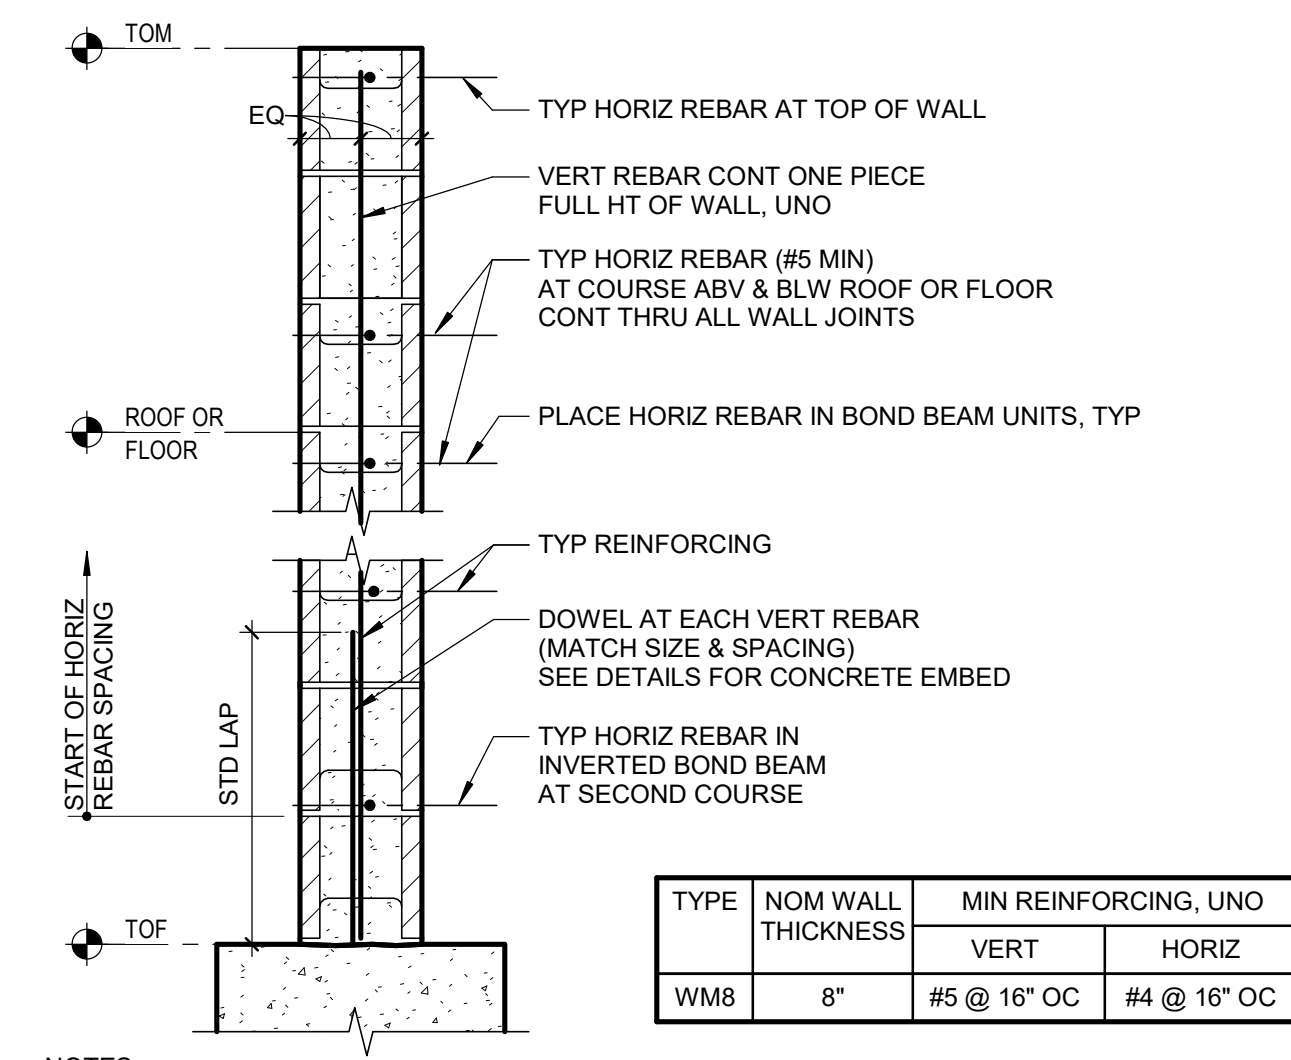 TOM
EQ
TYP HORIZ REBAR AT TOP OF WALL
VERT REBAR CONT ONE PIECE
FULL HT OF WALL, UNO
TYP HORIZ REBAR (#5 MIN)
AT COURSE ABV & BLW ROOF OR FLOOR
CONT THRU ALL WALL JOINTS
ROOF OR
FLOOR
PLACE HORIZ REBAR IN BOND BEAM UNITS, TYP
TYP REINFORCING
START OF HORIZ
REBAR SPACING
STD LAP
DOWEL AT EACH VERT REBAR
(MATCH SIZE & SPACING)
SEE DETAILS FOR CONCRETE EMBED
TYP HORIZ REBAR IN
INVERTED BOND BEAM
AT SECOND COURSE
TOF
TYPE
NOM WALL
THICKNESS
MIN REINFORCING, UNO
VERT
HORIZ
WM8
8"
#5 @ 16" OC
#4 @ 16" OC